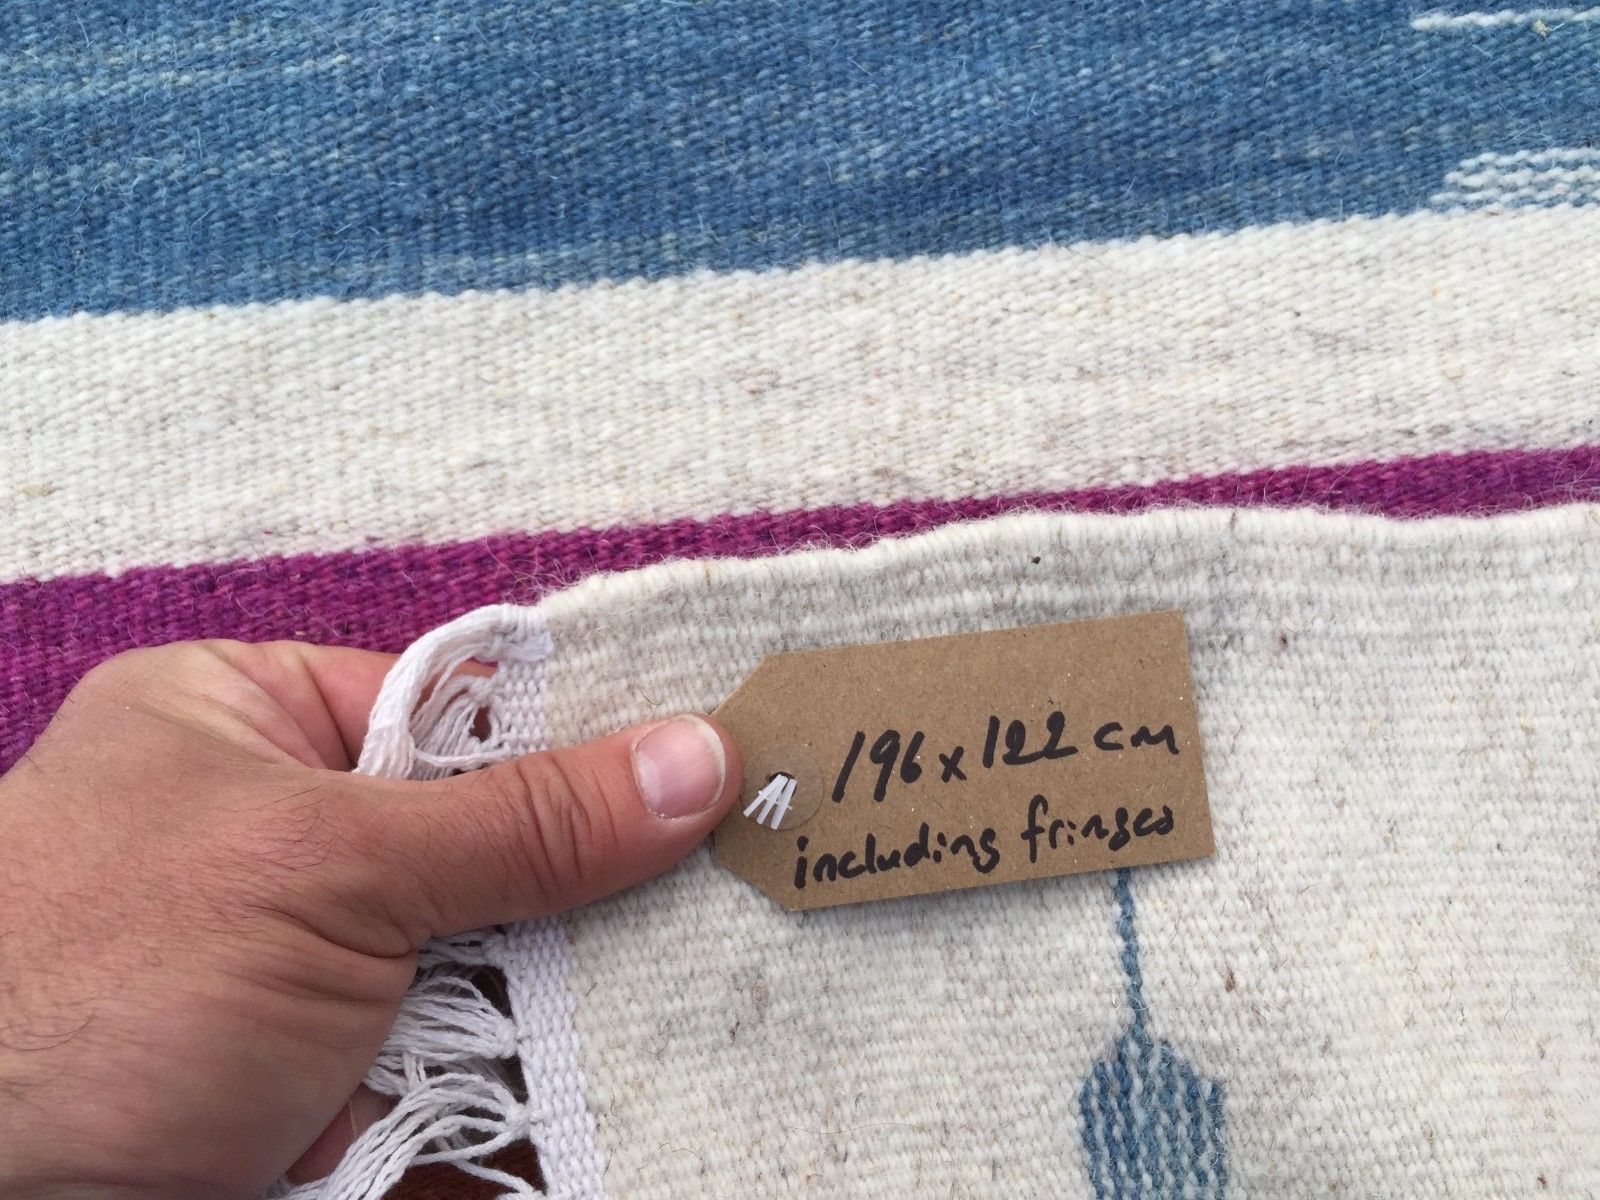 196 x 122 cm
including fringes